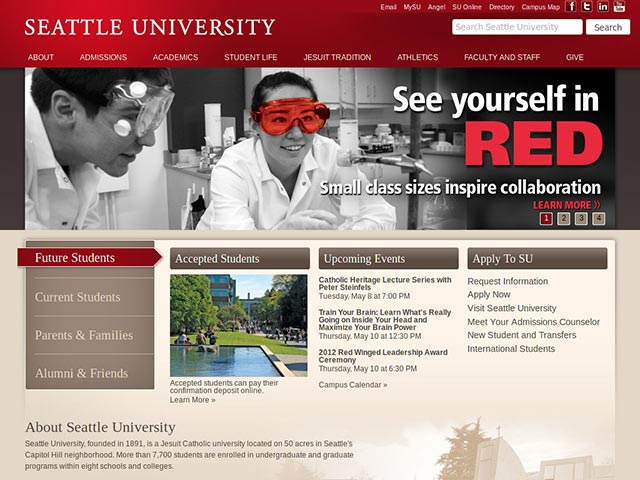 Email MySU Angel SU Online Directory Campus Map f t in You Tube
SEATTLE UNIVERSITY
Search Seattle University Search
ABOUT ADMISSIONS ACADEMICS STUDENT LIFE JESUIT TRADITION ATHLETICS FACULTY AND STAFF GIVE
See yourself in
RED
Small class sizes inspire collaboration
LEARN MORE »
1 2 3 4
Future Students
Current Students
Parents & Families
Alumni & Friends
Accepted Students
Accepted students can pay their
confirmation deposit online.
Learn More »
Upcoming Events
Catholic Heritage Lecture Series with
Peter Steinfels
Tuesday, May 8 at 7:00 PM
Train Your Brain: Learn What's Really
Going on Inside Your Head and
Maximize Your Brain Power
Thursday, May 10 at 12:30 PM
2012 Red Winged Leadership Award
Ceremony
Thursday, May 10 at 6:30 PM
Campus Calendar »
Apply To SU
Request Information
Apply Now
Visit Seattle University
Meet Your Admissions Counselor
New Student and Transfers
International Students
About Seattle University
Seattle University, founded in 1891, is a Jesuit Catholic university located on 50 acres in Seattle's
Capitol Hill neighborhood. More than 7,700 students are enrolled in undergraduate and graduate
programs within eight schools and colleges.